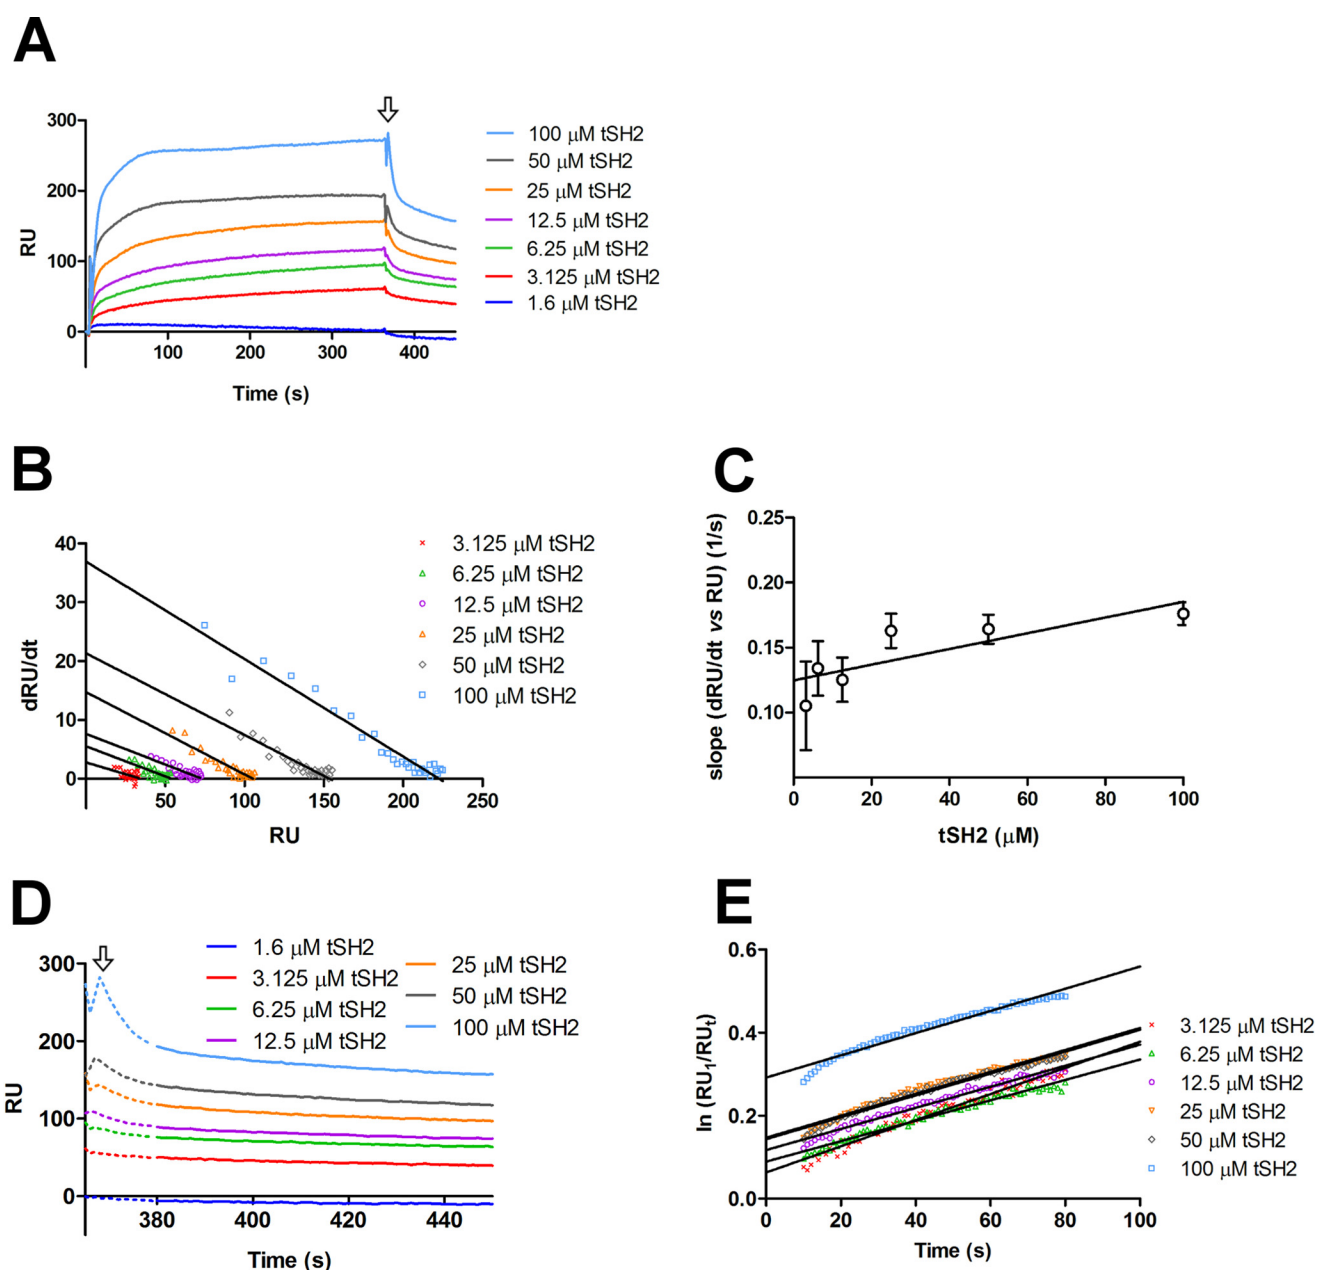 A
RU
300
200
100
0
100
200
300
400
Time (s)
100 μM tSH2
50 μM tSH2
25 μM tSH2
12.5 μM tSH2
6.25 μM tSH2
3.125 μM tSH2
1.6 μM tSH2
B
dRU/dt
40
30
20
10
0
50
100
150
200
250
RU
3.125 μM tSH2
6.25 μM tSH2
12.5 μM tSH2
25 μM tSH2
50 μM tSH2
100 μM tSH2
C
slope (dRU/dt vs RU) (1/s)
0.25
0.20
0.15
0.10
0
20
40
60
80
100
tSH2 (μM)
D
RU
300
200
100
0
380
400
420
440
Time (s)
1.6 μM tSH2
3.125 μM tSH2
6.25 μM tSH2
12.5 μM tSH2
25 μM tSH2
50 μM tSH2
100 μM tSH2
E
ln (RU1/RUt)
0.6
0.4
0.2
0.0
0
20
40
60
80
100
Time (s)
3.125 μM tSH2
6.25 μM tSH2
12.5 μM tSH2
25 μM tSH2
50 μM tSH2
100 μM tSH2